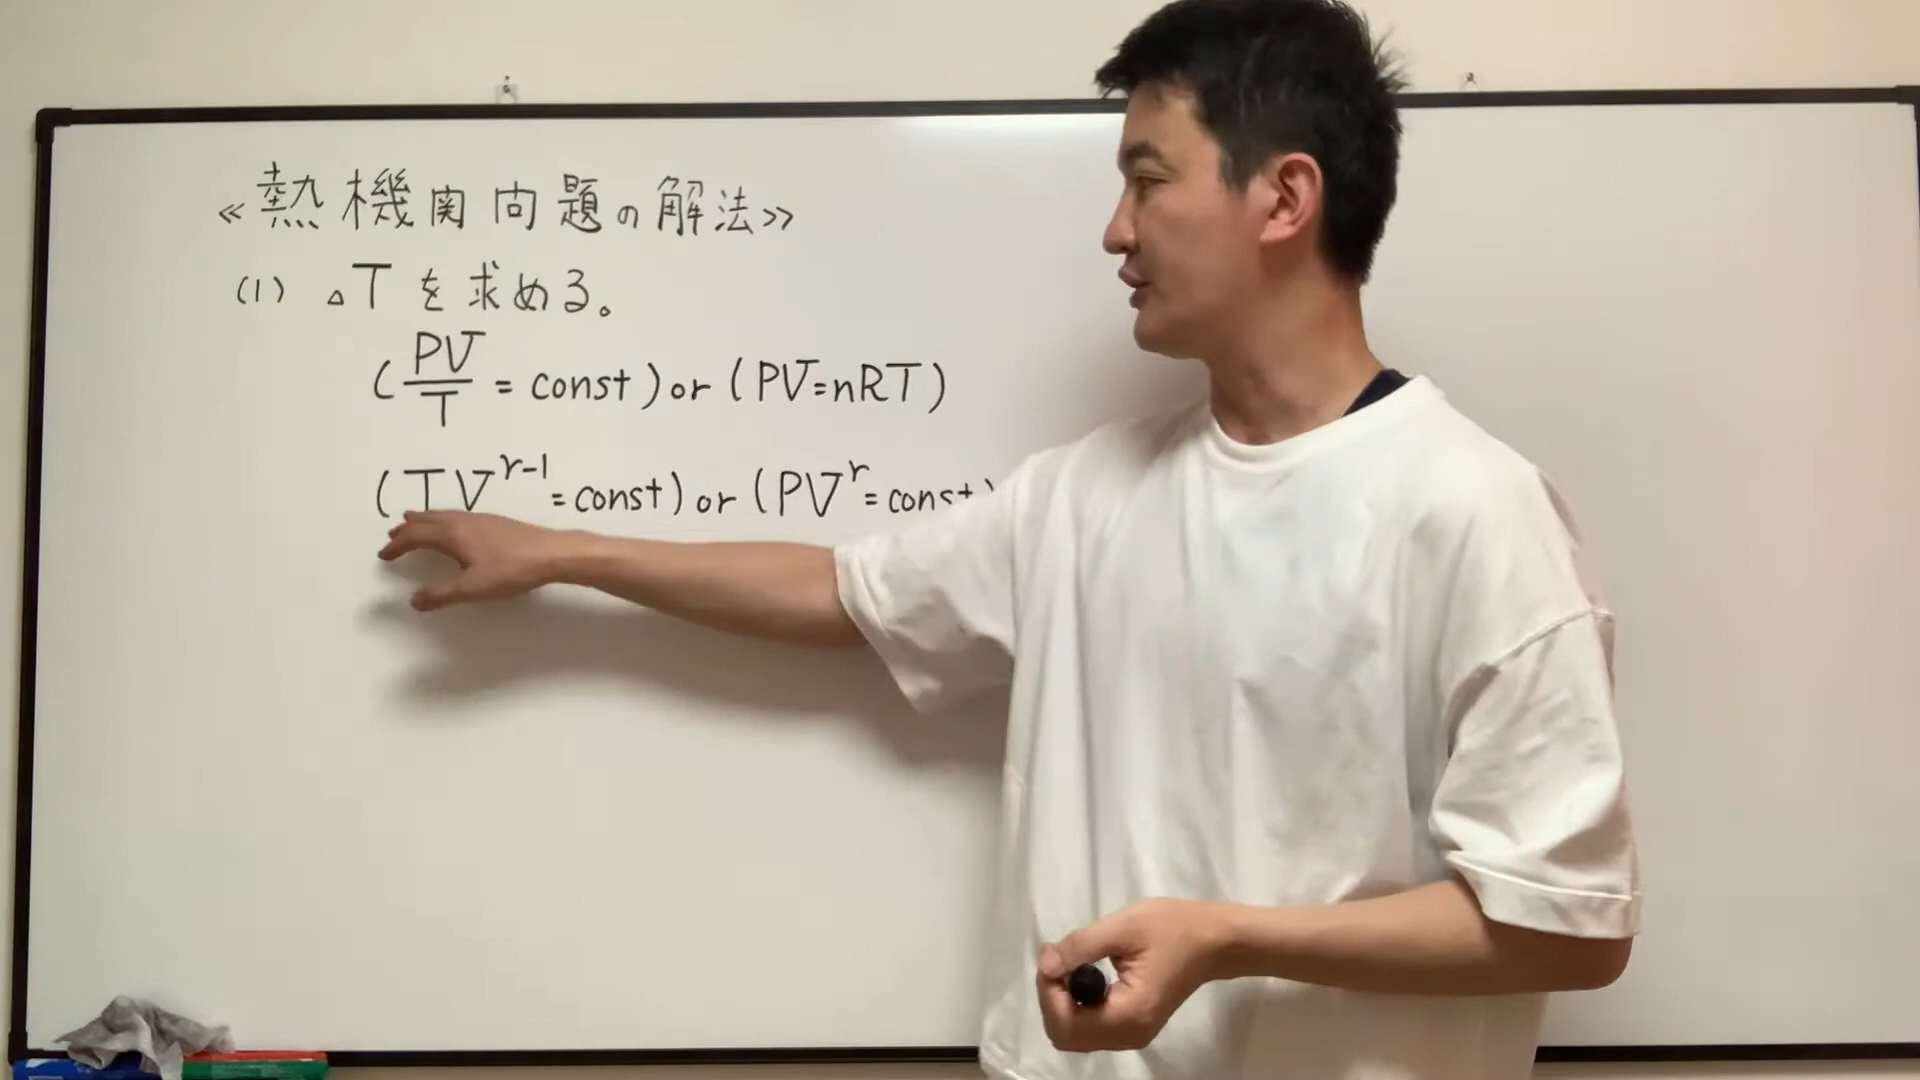 ≪熱機関問題の解法≫
(1) △Tを求める。
(PV/T = const) or (PV=nRT)
(TV^{γ-1} = const) or (PV^γ = const)